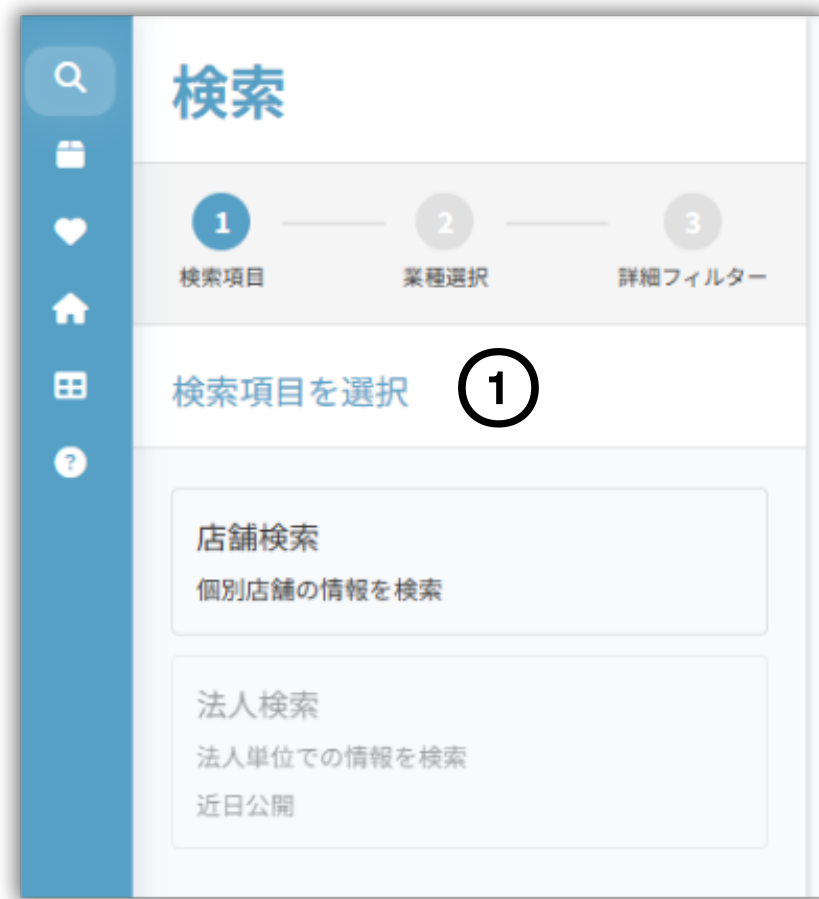 検索
1
2
3
検索項目
業種選択
詳細フィルター
検索項目を選択
1
店舗検索
個別店舗の情報を検索
法人検索
法人単位での情報を検索
近日公開
?